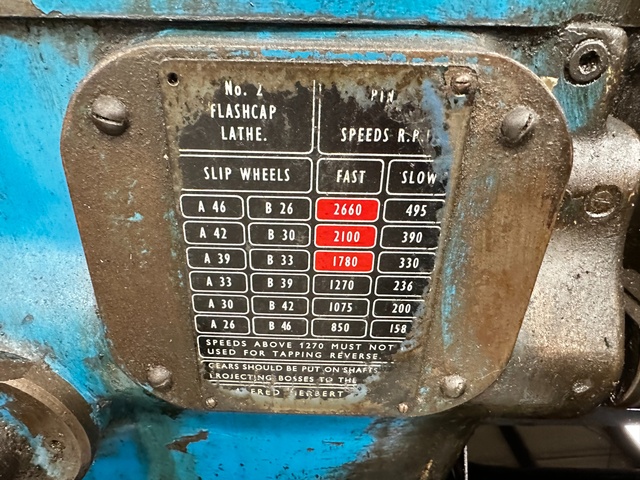 No. 2
FLASHCAP
LATHE.
SPEEDS
SLIP WHEELS FAST SLOW
A 46 B 26 2660 495
A 42 B 30 2100 390
A 39 B 33 1780 330
A 33 B 39 1270 236
A 30 B 42 1075 200
A 26 B 46 850 158
SPEEDS ABOVE 1270 MUST NOT
USED FOR TAPPING REVERSE.
GEARS SHOULD BE PUT ON SHAFTS
PROJECTING BOSSES TO THE
HERBERT